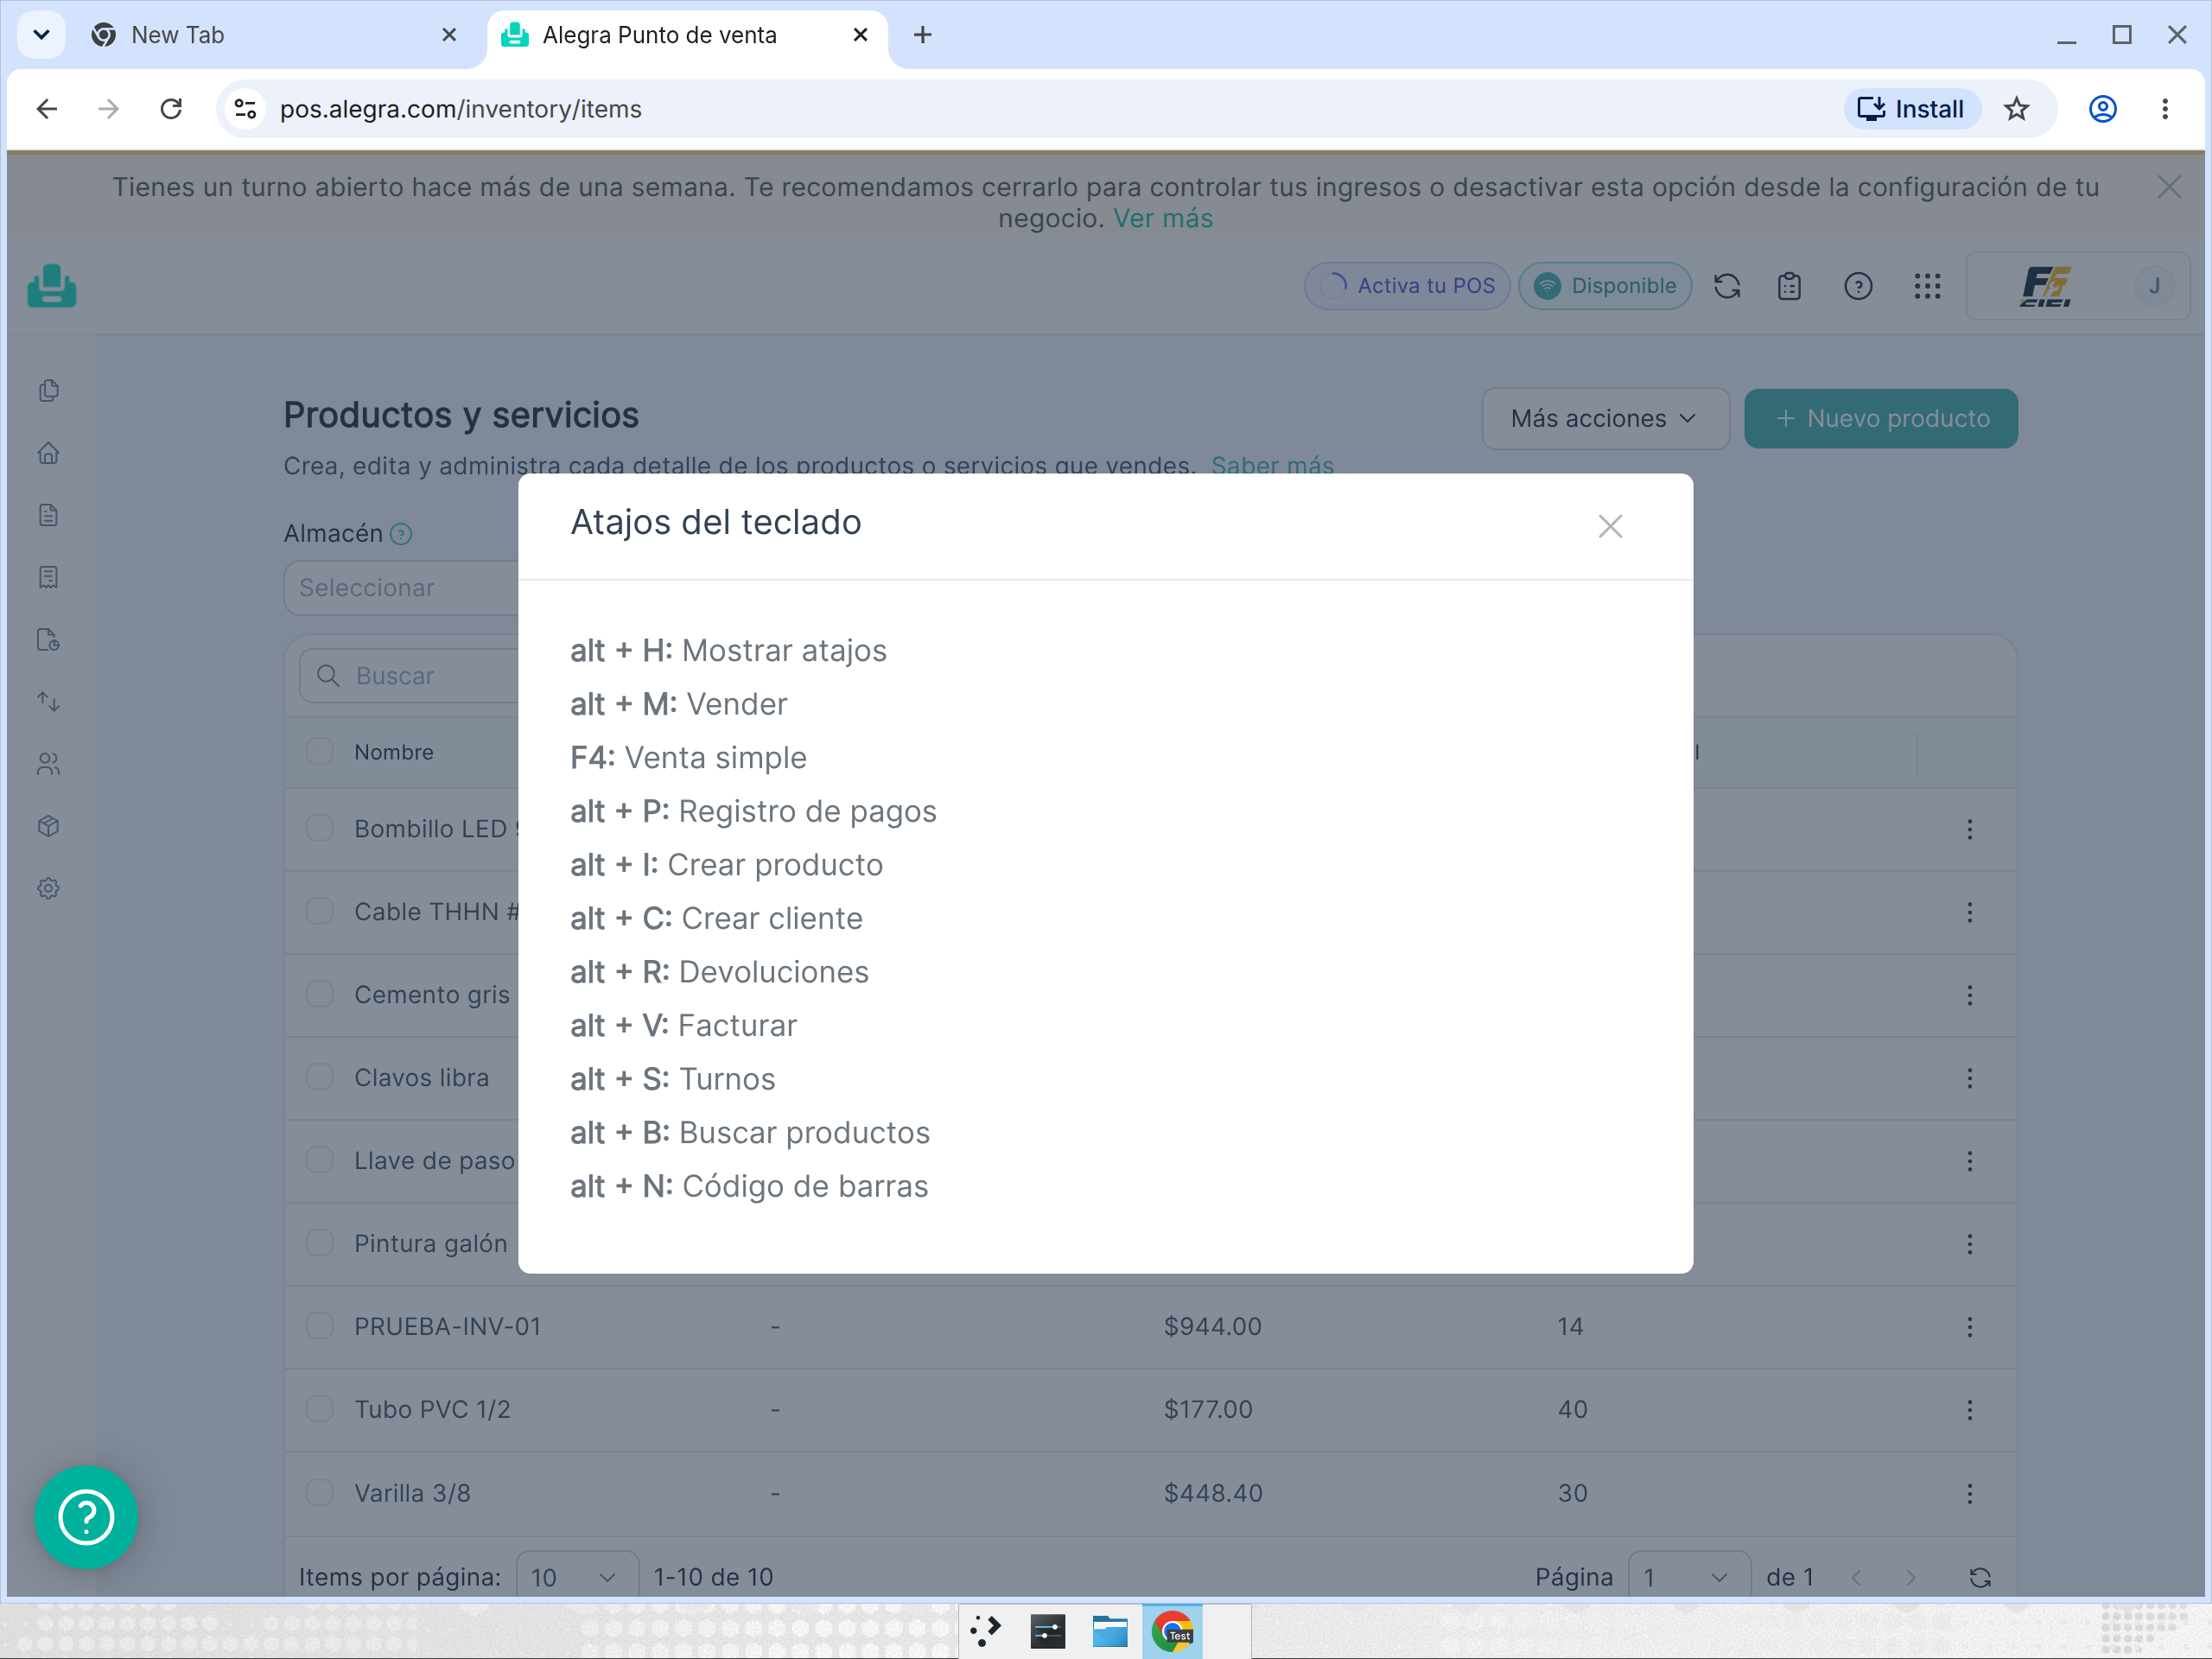 New Tab
Alegra Punto de venta
pos.alegra.com/inventory/items
Install
Tienes un turno abierto hace más de una semana. Te recomendamos cerrarlo para controlar tus ingresos o desactivar esta opción desde la configuración de tu
negocio. Ver más
Activa tu POS
Disponible
J
Productos y servicios
Más acciones
Nuevo producto
Crea, edita y administra cada detalle de los productos o servicios que vendes. Saber más
Almacén
Seleccionar
Buscar
Atajos del teclado
alt + H: Mostrar atajos
alt + M: Vender
F4: Venta simple
alt + P: Registro de pagos
alt + I: Crear producto
alt + C: Crear cliente
alt + R: Devoluciones
alt + V: Facturar
alt + S: Turnos
alt + B: Buscar productos
alt + N: Código de barras
Nombre
Bombillo LED
Cable THHN #
Cemento gris
Clavos libra
Llave de paso
Pintura galón
PRUEBA-INV-01 - $944.00 14
Tubo PVC 1/2 - $177.00 40
Varilla 3/8 - $448.40 30
Items por página: 10 1-10 de 10 Página 1 de 1
Test